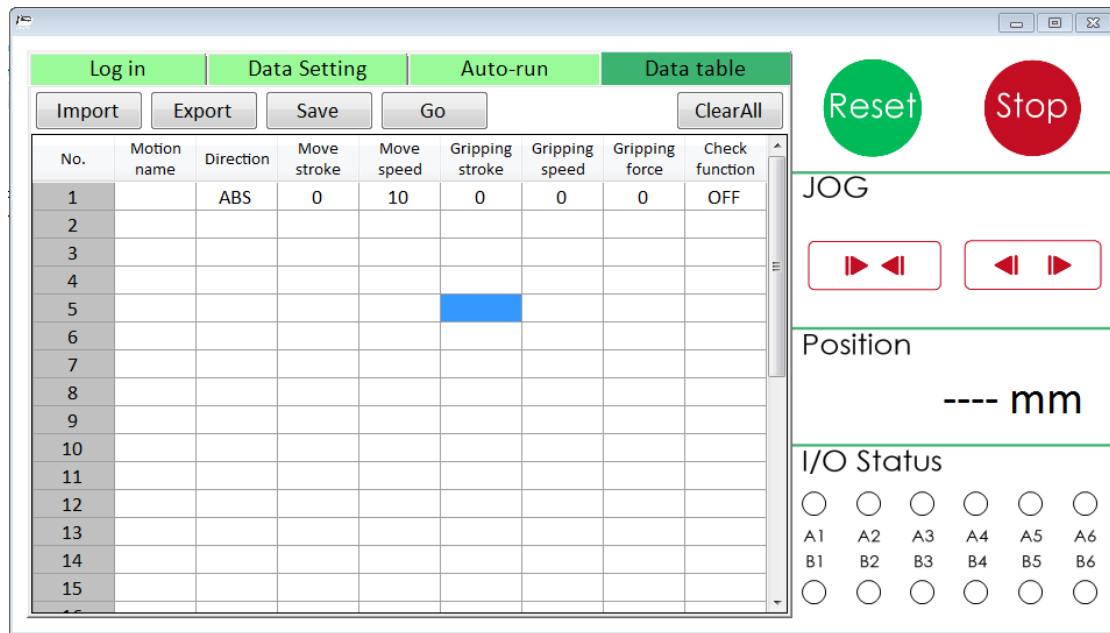 Log in Data Setting Auto-run Data table
Import Export Save Go ClearAll
No. Motion name Direction Move stroke Move speed Gripping stroke Gripping speed Gripping force Check function
1 ABS 0 10 0 0 0 OFF
2
3
4
5
6
7
8
9
10
11
12
13
14
15
Reset Stop
JOG
Position
---- mm
I/O Status
A1 A2 A3 A4 A5 A6
B1 B2 B3 B4 B5 B6